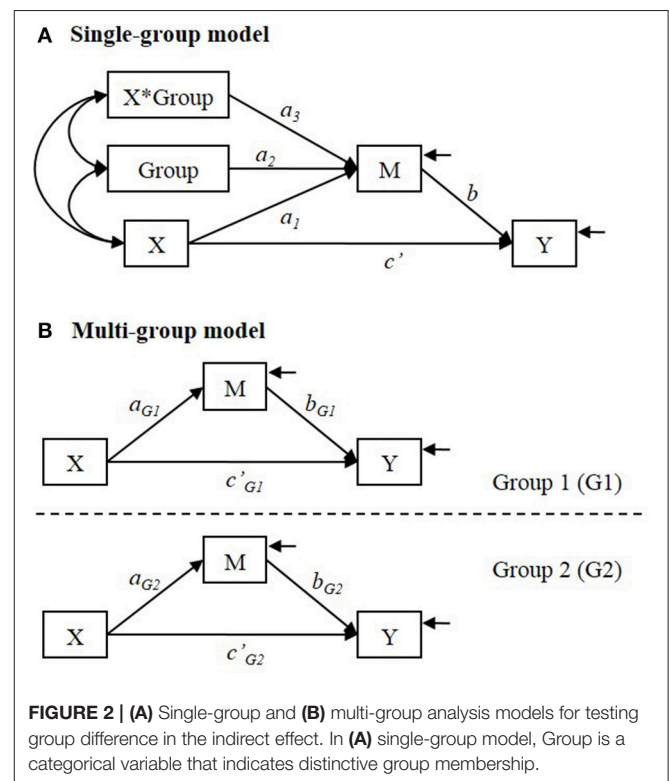 A Single-group model
X*Group
a3
Group
a2
M
a1
b
X
c'
Y
B Multi-group model
M
aG1
bG1
X
Y
c'G1
Group 1 (G1)
M
aG2
bG2
Group 2 (G2)
X
Y
c'G2
FIGURE 2 | (A) Single-group and (B) multi-group analysis models for testing
group difference in the indirect effect. In (A) single-group model, Group is a
categorical variable that indicates distinctive group membership.